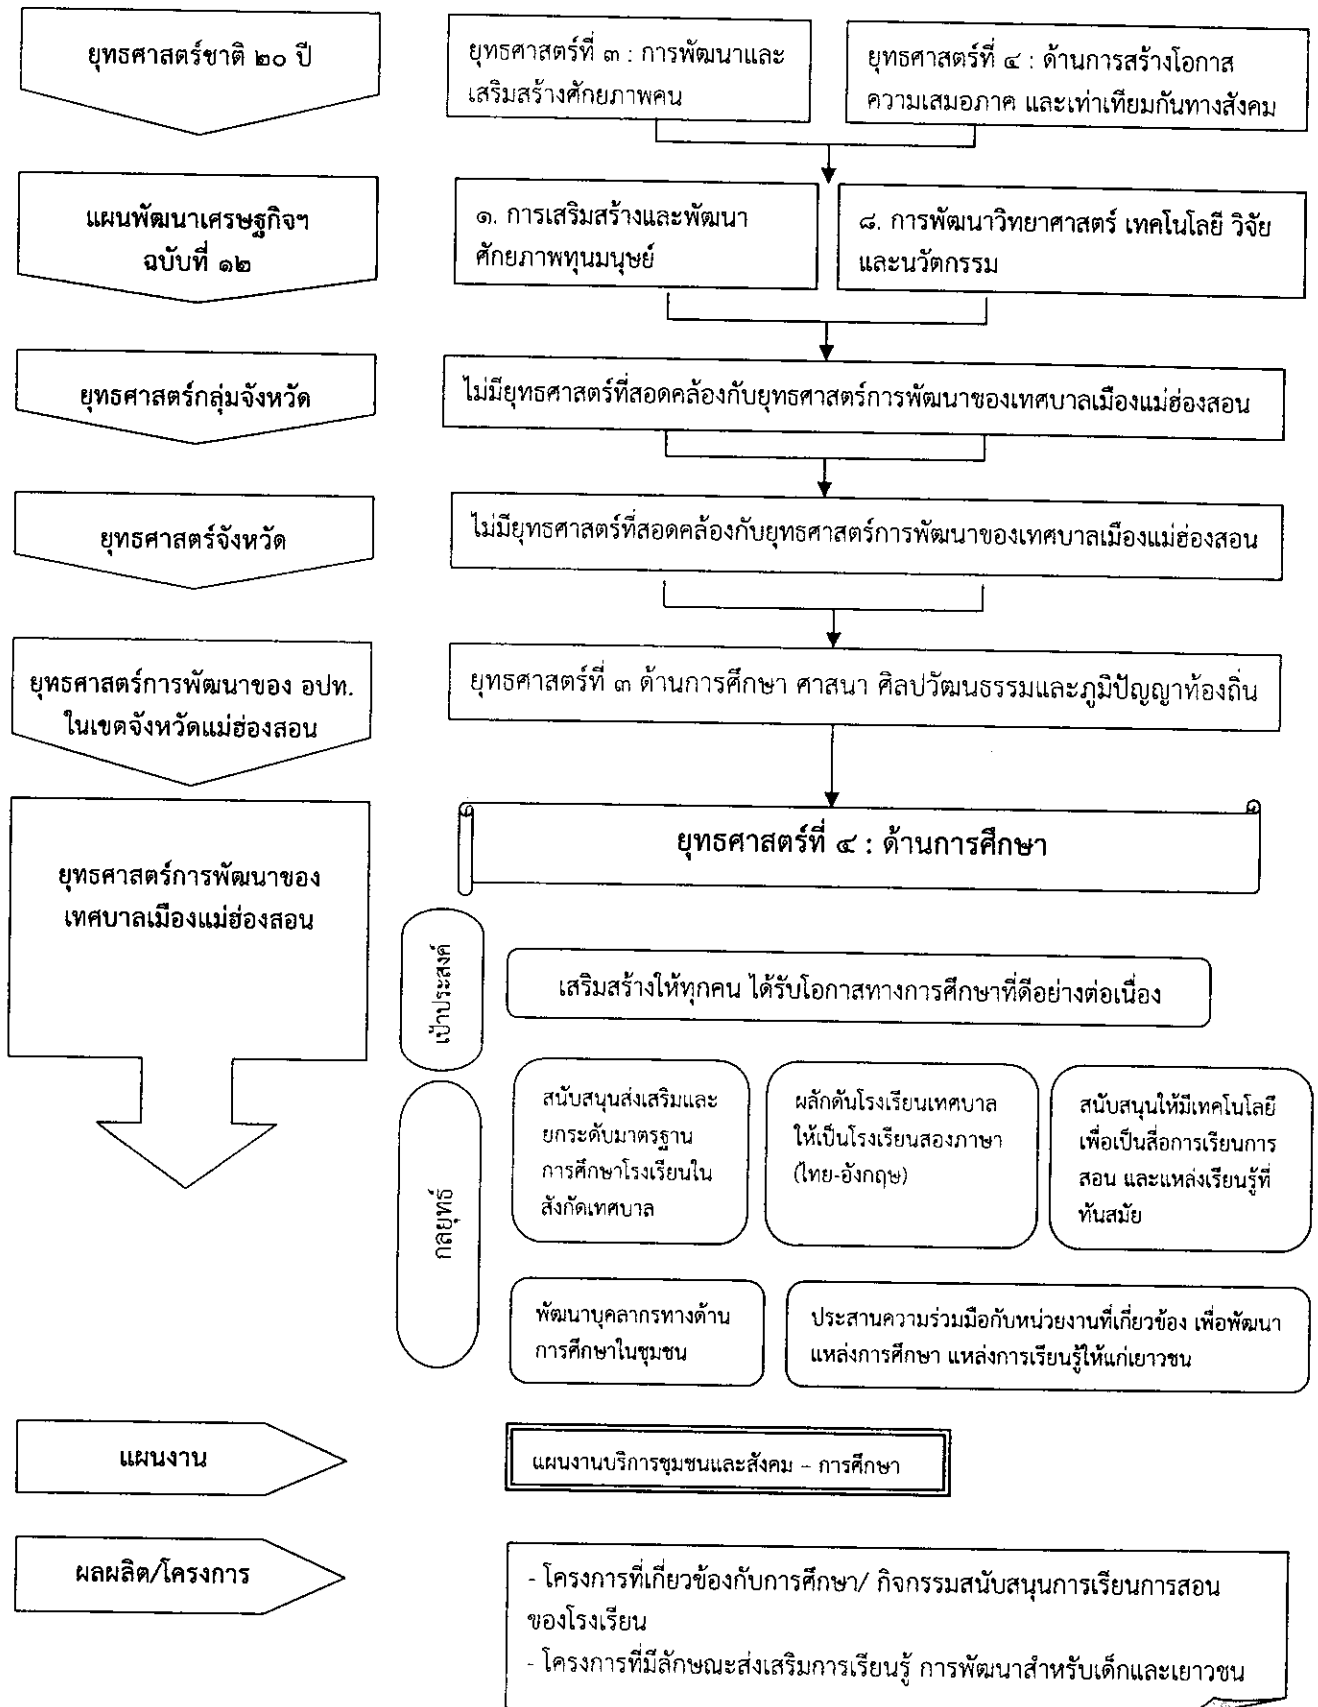 ยุทธศาสตร์ชาติ ๒๐ ปี
ยุทธศาสตร์ที่ ๓ : การพัฒนาและ
เสริมสร้างศักยภาพคน
ยุทธศาสตร์ที่ ๔ : ด้านการสร้างโอกาส
ความเสมอภาค และเท่าเทียมกันทางสังคม
แผนพัฒนาเศรษฐกิจฯ
ฉบับที่ ๑๒
๑. การเสริมสร้างและพัฒนา
ศักยภาพทุนมนุษย์
๘. การพัฒนาวิทยาศาสตร์ เทคโนโลยี วิจัย
และนวัตกรรม
ยุทธศาสตร์กลุ่มจังหวัด
ไม่มียุทธศาสตร์ที่สอดคล้องกับยุทธศาสตร์การพัฒนาของเทศบาลเมืองแม่ฮ่องสอน
ยุทธศาสตร์จังหวัด
ไม่มียุทธศาสตร์ที่สอดคล้องกับยุทธศาสตร์การพัฒนาของเทศบาลเมืองแม่ฮ่องสอน
ยุทธศาสตร์การพัฒนาของ อปท.
ในเขตจังหวัดแม่ฮ่องสอน
ยุทธศาสตร์ที่ ๓ ด้านการศึกษา ศาสนา ศิลปวัฒนธรรมและภูมิปัญญาท้องถิ่น
ยุทธศาสตร์การพัฒนาของ
เทศบาลเมืองแม่ฮ่องสอน
ยุทธศาสตร์ที่ ๔ : ด้านการศึกษา
เป้าประสงค์
เสริมสร้างให้ทุกคน ได้รับโอกาสทางการศึกษาที่ดีอย่างต่อเนื่อง
กลยุทธ์
สนับสนุนส่งเสริมและ
ยกระดับมาตรฐาน
การศึกษาโรงเรียนใน
สังกัดเทศบาล
ผลักดันโรงเรียนเทศบาล
ให้เป็นโรงเรียนสองภาษา
(ไทย-อังกฤษ)
สนับสนุนให้มีเทคโนโลยี
เพื่อเป็นสื่อการเรียนการ
สอน และแหล่งเรียนรู้ที่
ทันสมัย
พัฒนาบุคลากรทางด้าน
การศึกษาในชุมชน
ประสานความร่วมมือกับหน่วยงานที่เกี่ยวข้อง เพื่อพัฒนา
แหล่งการศึกษา แหล่งการเรียนรู้ให้แก่เยาวชน
แผนงาน
แผนงานบริการชุมชนและสังคม – การศึกษา
ผลผลิต/โครงการ
- โครงการที่เกี่ยวข้องกับการศึกษา/ กิจกรรมสนับสนุนการเรียนการสอน
ของโรงเรียน
- โครงการที่มีลักษณะส่งเสริมการเรียนรู้ การพัฒนาสำหรับเด็กและเยาวชน